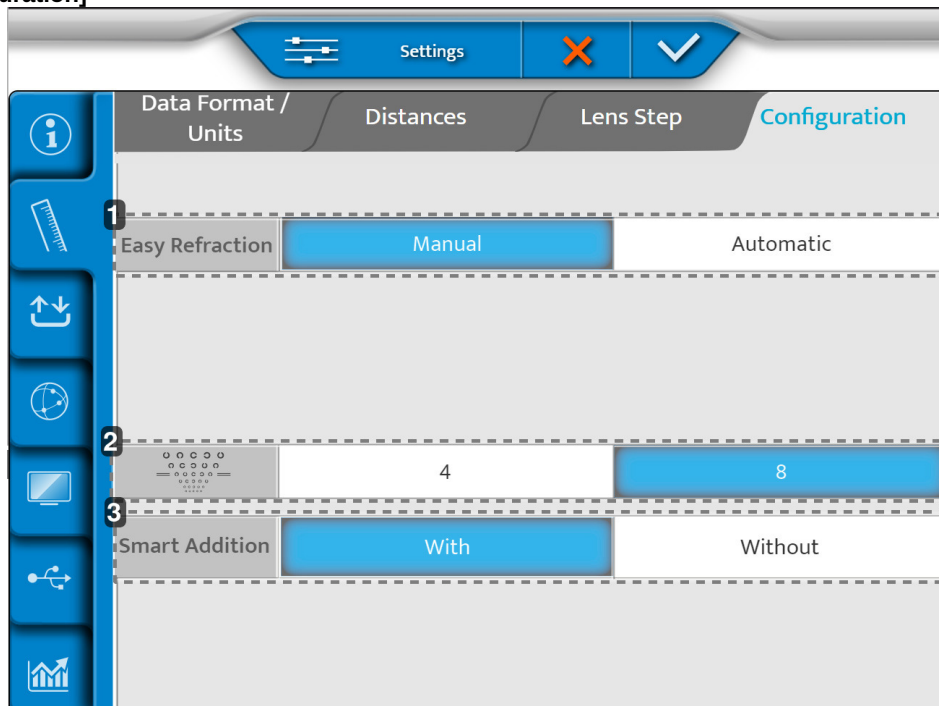 uration]
Settings
Data Format /
Units
Distances
Lens Step
Configuration
1
Easy Refraction
Manual
Automatic
2
4
8
3
Smart Addition
With
Without